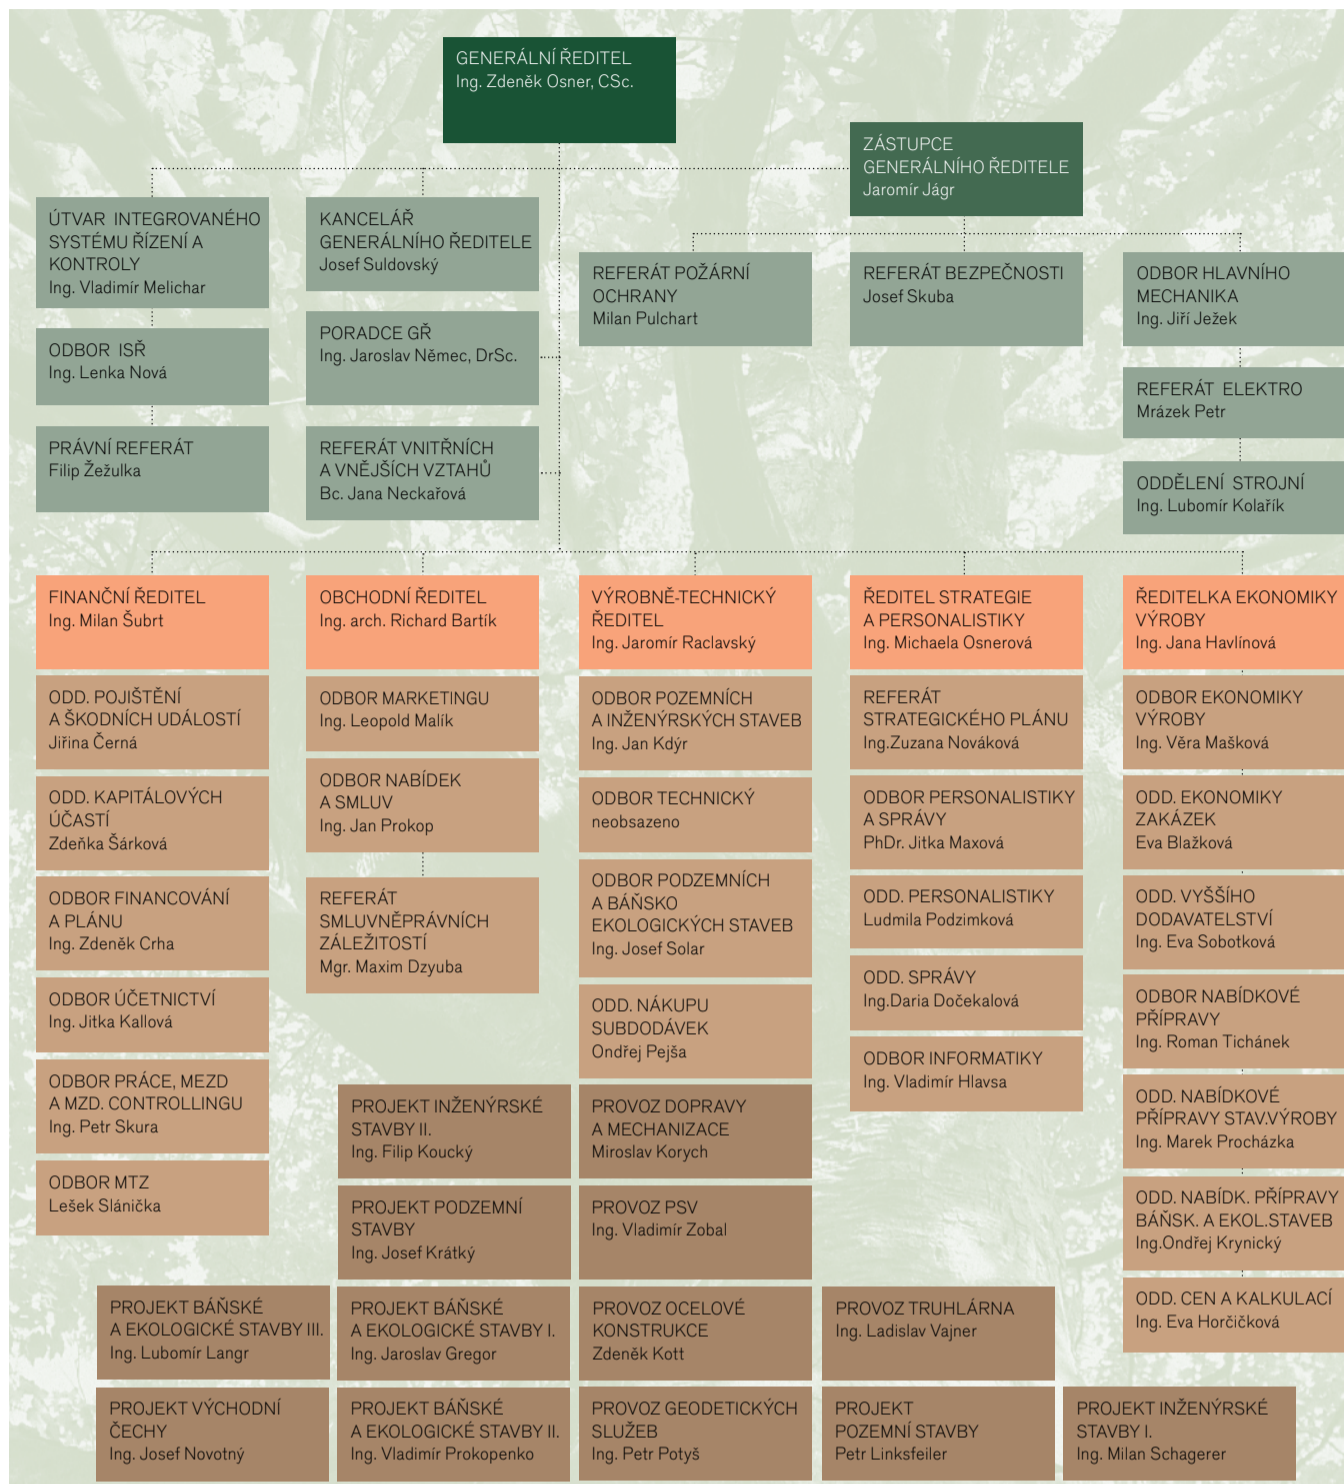 GENERÁLNÍ ŘEDITEL
Ing. Zdeněk Osner, CSc.
ZÁSTUPCE
GENERÁLNÍHO ŘEDITELE
Jaromír Jágr
ÚTVAR INTEGROVANÉHO
SYSTÉMU ŘÍZENÍ A
KONTROLY
Ing. Vladimír Melichar
KANCELÁŘ
GENERÁLNÍHO ŘEDITELE
Josef Suldovský
REFERÁT POŽÁRNÍ
OCHRANY
Milan Pulchart
REFERÁT BEZPEČNOSTI
Josef Skuba
ODBOR HLAVNÍHO
MECHANIKA
Ing. Jiří Ježek
ODBOR ISŘ
Ing. Lenka Nová
PORADCE GŘ
Ing. Jaroslav Němec, DrSc.
REFERÁT ELEKTRO
Mrázek Petr
PRÁVNÍ REFERÁT
Filip Žežulka
REFERÁT VNITŘNÍCH
A VNĚJŠÍCH VZTAHŮ
Bc. Jana Neckařová
ODDĚLENÍ STROJNÍ
Ing. Lubomír Kolařík
FINANČNÍ ŘEDITEL
Ing. Milan Šubrt
ODD. POJIŠTĚNÍ
A ŠKODNÍCH UDÁLOSTÍ
Jiřina Černá
ODD. KAPITÁLOVÝCH
ÚČASTÍ
Zdeňka Šárková
ODBOR FINANCOVÁNÍ
A PLÁNU
Ing. Zdeněk Crha
ODBOR ÚČETNICTVÍ
Ing. Jitka Kallová
ODBOR PRÁCE, MEZD
A MZD. CONTROLLINGU
Ing. Petr Skura
ODBOR MTZ
Lešek Slánička
OBCHODNÍ ŘEDITEL
Ing. arch. Richard Bartík
ODBOR MARKETINGU
Ing. Leopold Malík
ODBOR NABÍDEK
A SMLUV
Ing. Jan Prokop
REFERÁT
SMLUVNĚPRÁVNÍCH
ZÁLEŽITOSTÍ
Mgr. Maxim Dzyuba
VÝROBNĚ-TECHNICKÝ
ŘEDITEL
Ing. Jaromír Raclavský
ODBOR POZEMNÍCH
A INŽENÝRSKÝCH STAVEB
Ing. Jan Kdýr
ODBOR TECHNICKÝ
neobsazeno
ODBOR PODZEMNÍCH
A BÁŇSKO
EKOLOGICKÝCH STAVEB
Ing. Josef Solar
ODD. NÁKUPU
SUBDODÁVEK
Ondřej Pejša
ŘEDITEL STRATEGIE
A PERSONALISTIKY
Ing. Michaela Osnerová
REFERÁT
STRATEGICKÉHO PLÁNU
Ing.Zuzana Nováková
ODBOR PERSONALISTIKY
A SPRÁVY
PhDr. Jitka Maxová
ODD. PERSONALISTIKY
Ludmila Podzimková
ODD. SPRÁVY
Ing.Daria Dočekalová
ODBOR INFORMATIKY
Ing. Vladimír Hlavsa
ŘEDITELKA EKONOMIKY
VÝROBY
Ing. Jana Havlínová
ODBOR EKONOMIKY
VÝROBY
Ing. Věra Mašková
ODD. EKONOMIKY
ZAKÁZEK
Eva Blažková
ODD. VYŠŠÍHO
DODAVATELSTVÍ
Ing. Eva Sobotková
ODBOR NABÍDKOVÉ
PŘÍPRAVY
Ing. Roman Tichánek
ODD. NABÍDKOVÉ
PŘÍPRAVY STAV.VÝROBY
Ing. Marek Procházka
ODD. NABÍDK. PŘÍPRAVY
BÁŇSK. A EKOL.STAVEB
Ing.Ondřej Krynický
ODD. CEN A KALKULACÍ
Ing. Eva Horčičková
PROJEKT INŽENÝRSKÉ
STAVBY II.
Ing. Filip Koucký
PROVOZ DOPRAVY
A MECHANIZACE
Miroslav Korych
PROJEKT PODZEMNÍ
STAVBY
Ing. Josef Krátký
PROVOZ PSV
Ing. Vladimír Zobal
PROJEKT BÁŇSKÉ
A EKOLOGICKÉ STAVBY III.
Ing. Lubomír Langr
PROJEKT BÁŇSKÉ
A EKOLOGICKÉ STAVBY I.
Ing. Jaroslav Gregor
PROVOZ OCELOVÉ
KONSTRUKCE
Zdeněk Kott
PROVOZ TRUHLÁRNA
Ing. Ladislav Vajner
PROJEKT VÝCHODNÍ
ČECHY
Ing. Josef Novotný
PROJEKT BÁŇSKÉ
A EKOLOGICKÉ STAVBY II.
Ing. Vladimír Prokopenko
PROVOZ GEODETICKÝCH
SLUŽEB
Ing. Petr Potyš
PROJEKT
POZEMNÍ STAVBY
Petr Linksfeiler
PROJEKT INŽENÝRSKÉ
STAVBY I.
Ing. Milan Schagerer